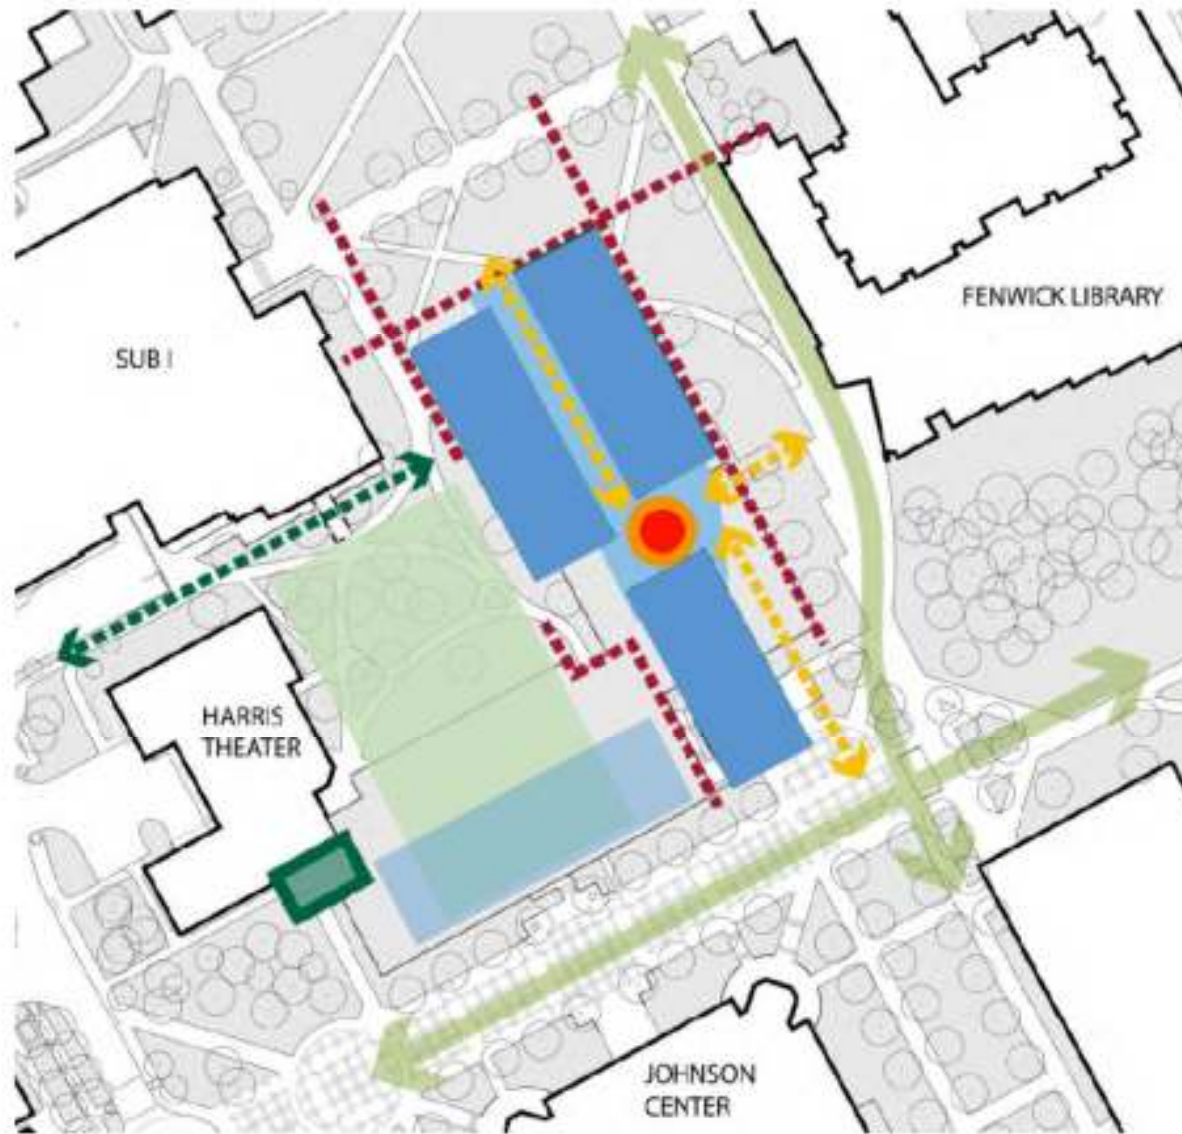 FENWICK LIBRARY
SUB I
HARRIS
THEATER
JOHNSON
CENTER